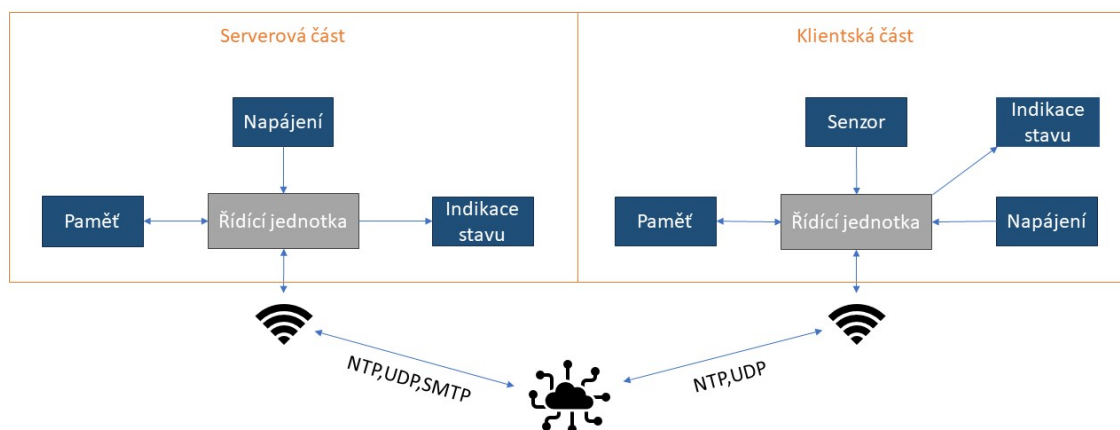 Serverová část
Klientská část
Napájení
Senzor
Indikace
stavu
Paměť
Řídící jednotka
Indikace
stavu
Paměť
Řídící jednotka
Napájení
NTP,UDP,SMTP
NTP,UDP